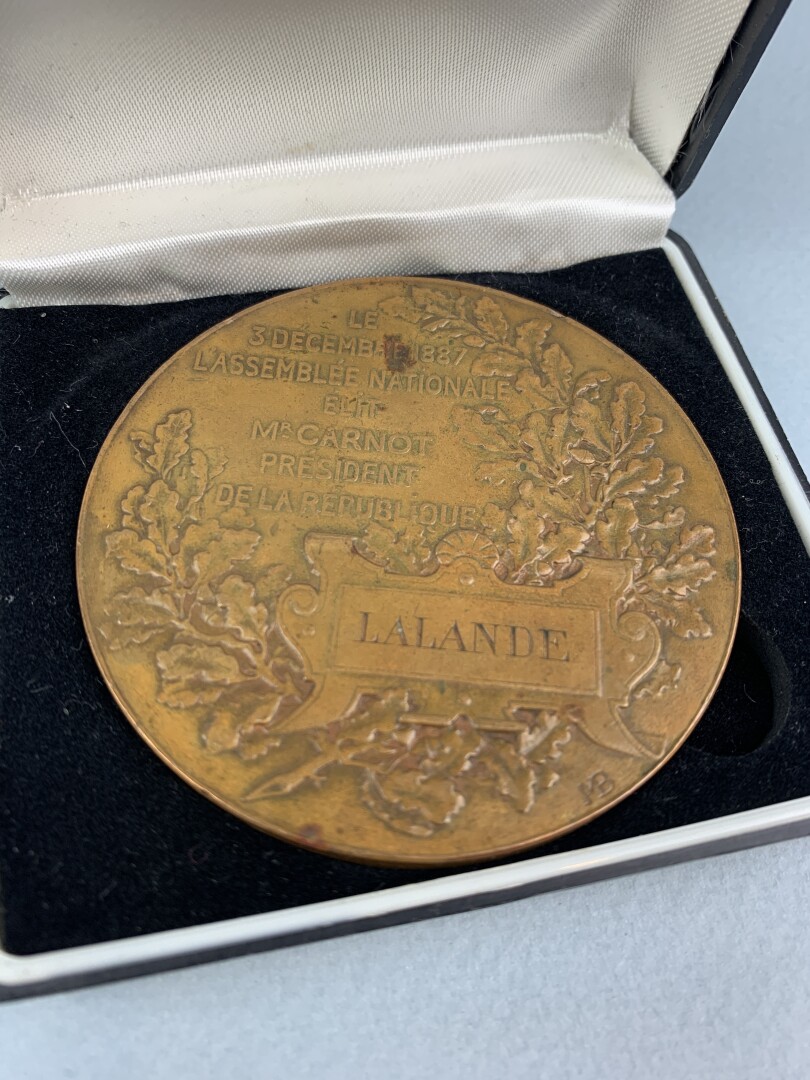 LE
3 DÉCEMBRE 1887
L'ASSEMBLÉE NATIONALE
ÉLIT
MR CARNOT
PRÉSIDENT
DE LA RÉPUBLIQUE
LALANDE